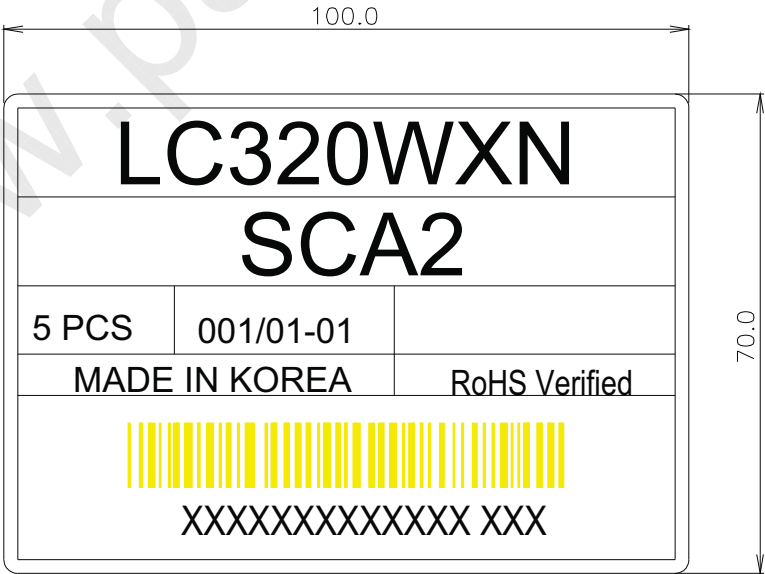 100.0
LC320WXN
SCA2
5 PCS 001/01-01
70.0
MADE IN KOREA RoHS Verified
XXXXXXXXXXXXX XXX